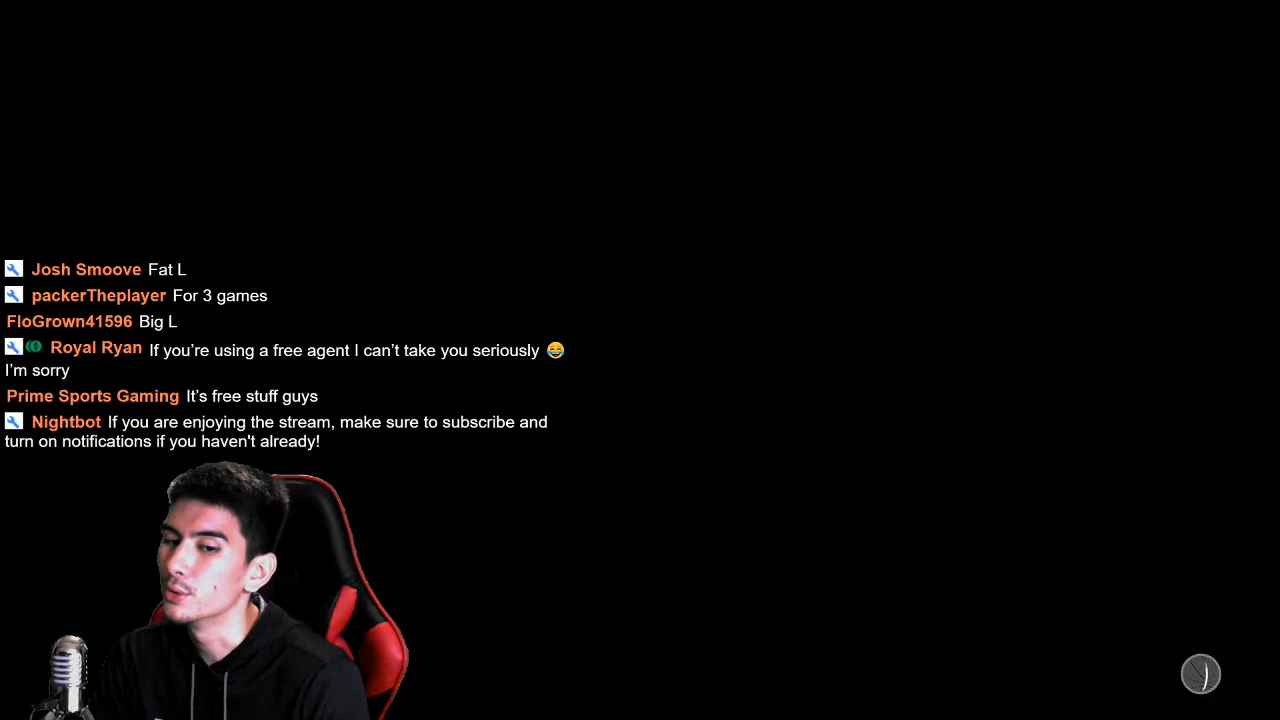 Josh Smoove Fat L
packerTheplayer For 3 games
FloGrown41596 Big L
Royal Ryan If you’re using a free agent I can’t take you seriously 😂
I’m sorry
Prime Sports Gaming It’s free stuff guys
Nightbot If you are enjoying the stream, make sure to subscribe and
turn on notifications if you haven't already!